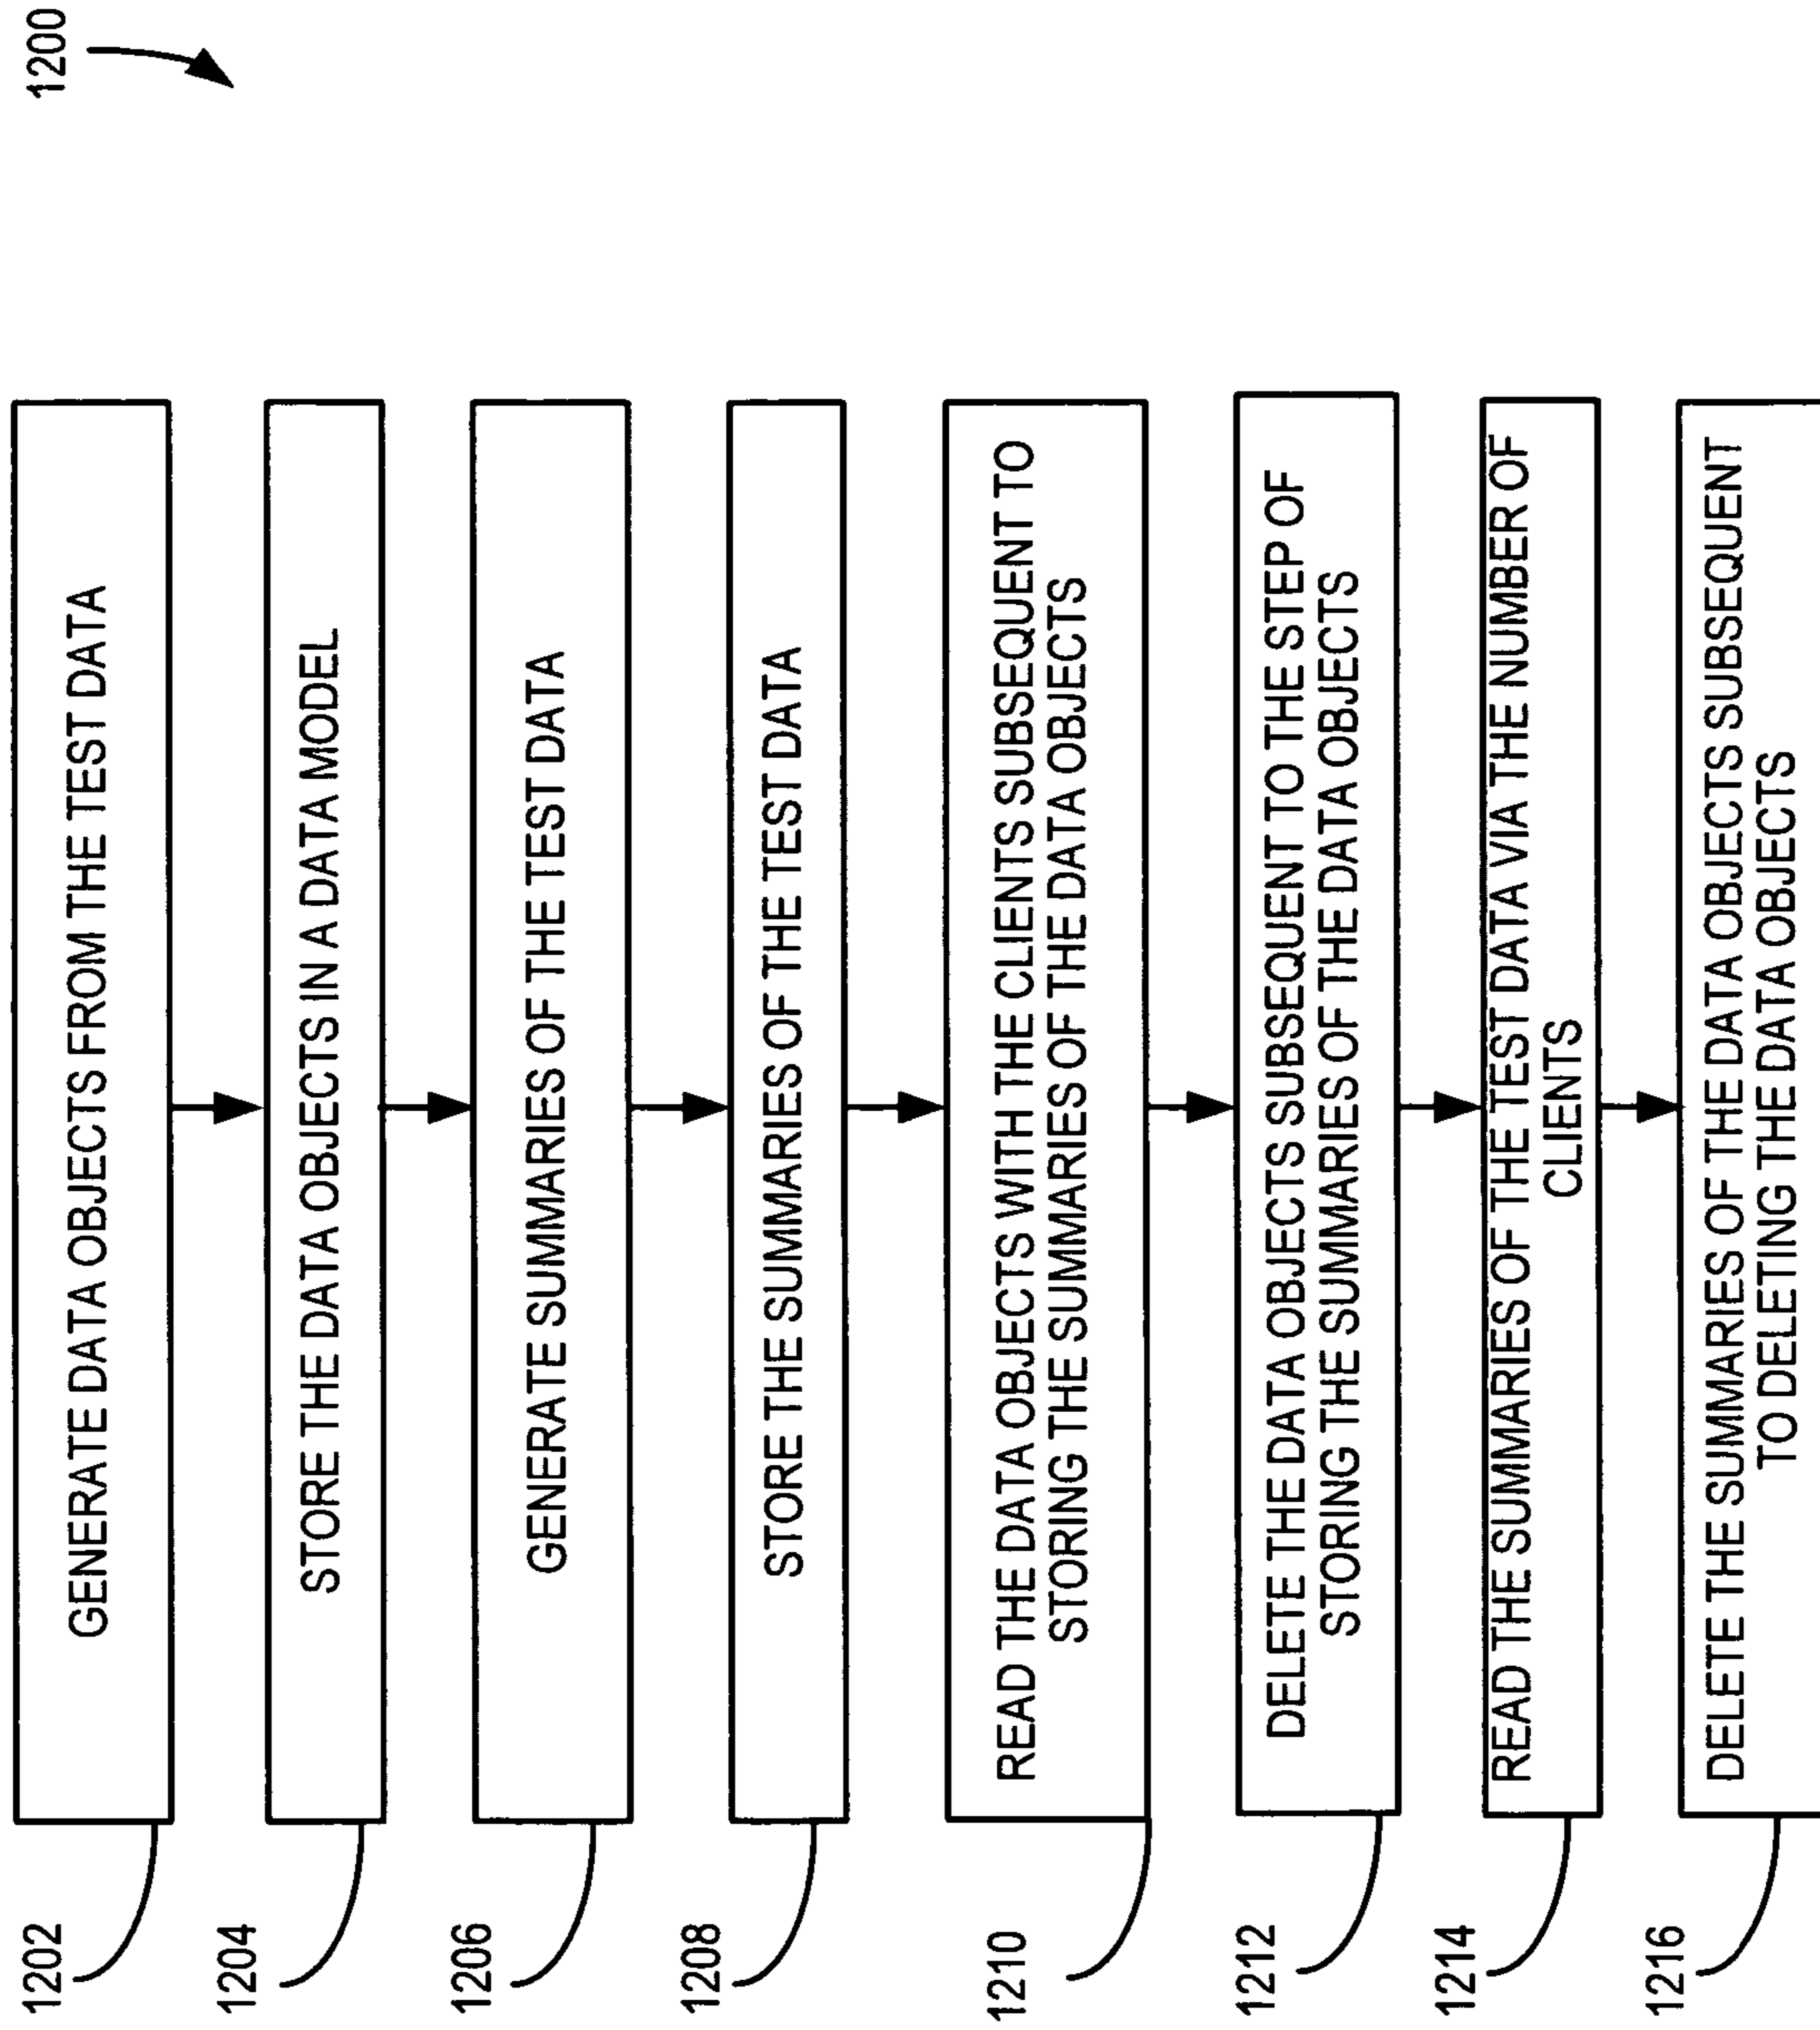 1200
1202
GENERATE DATA OBJECTS FROM THE TEST DATA
1204
STORE THE DATA OBJECTS IN A DATA MODEL
1206
GENERATE SUMMARIES OF THE TEST DATA
1208
STORE THE SUMMARIES OF THE TEST DATA
1210
READ THE DATA OBJECTS WITH THE CLIENTS SUBSEQUENT TO
STORING THE SUMMARIES OF THE DATA OBJECTS
1212
DELETE THE DATA OBJECTS SUBSEQUENT TO THE STEP OF
STORING THE SUMMARIES OF THE DATA OBJECTS
1214
READ THE SUMMARIES OF THE TEST DATA VIA THE NUMBER OF
CLIENTS
1216
DELETE THE SUMMARIES OF THE DATA OBJECTS SUBSEQUENT
TO DELETING THE DATA OBJECTS